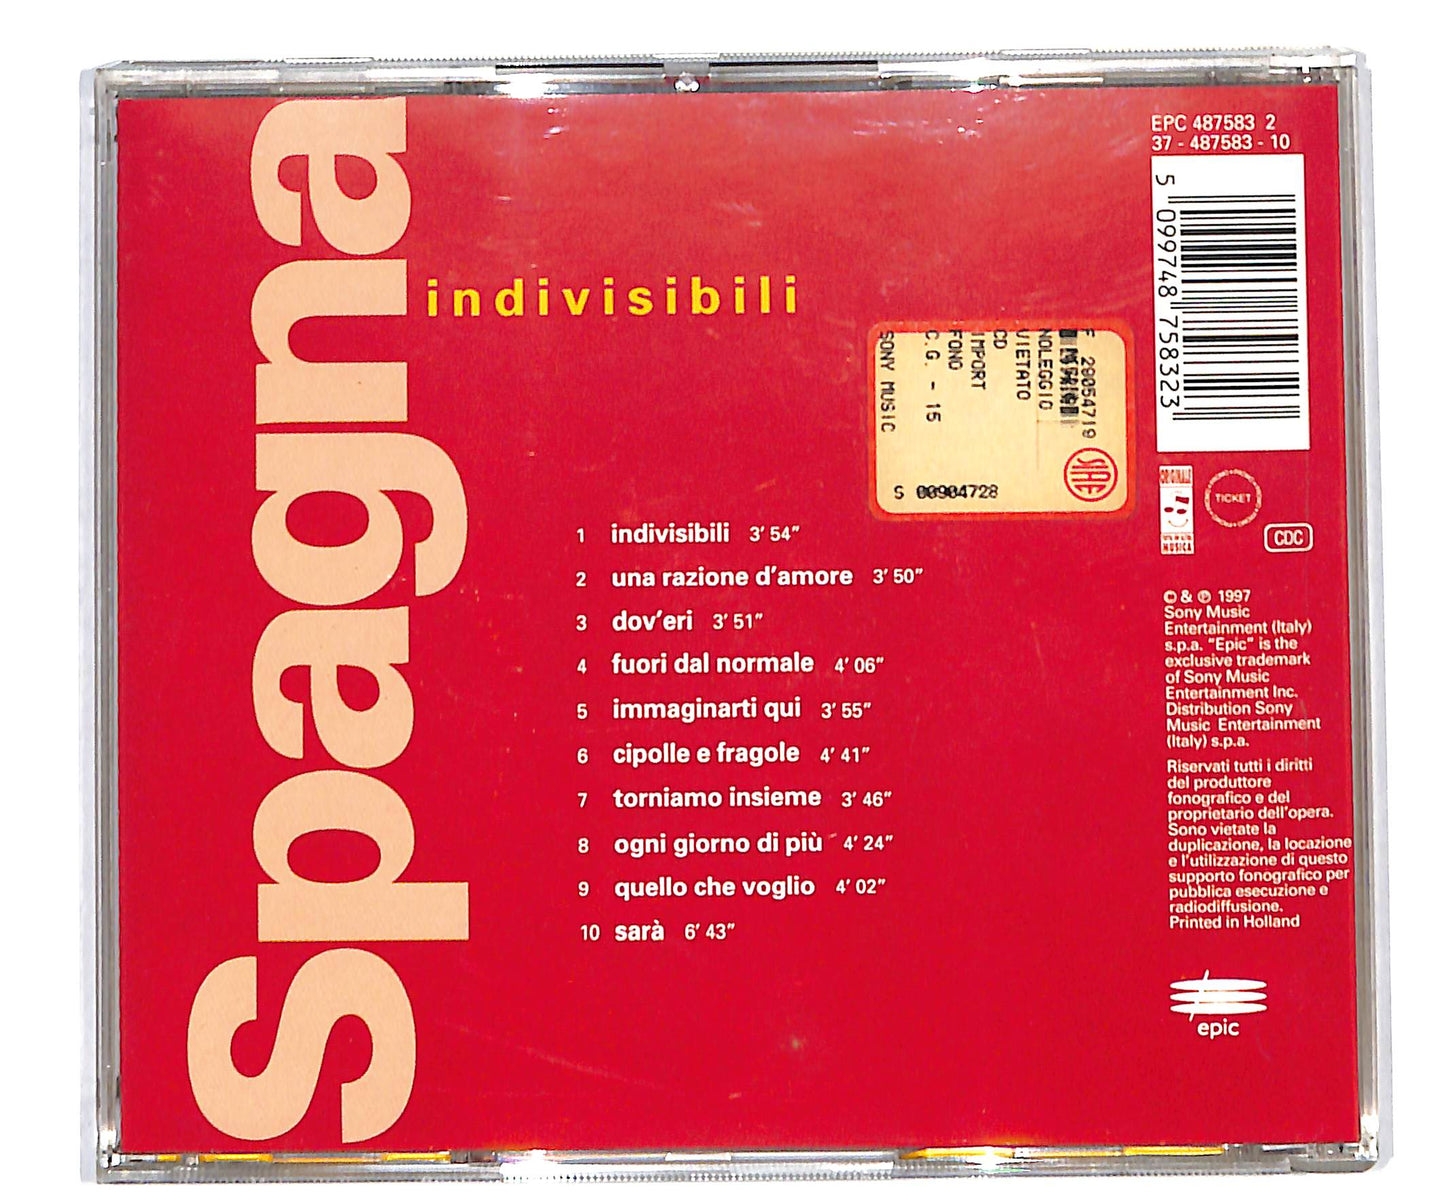 Spagna
indivisibili
EPC 487583 2
37 - 487583 - 10
5 099748 758323
F 29054719
NOLEGGIO
VIETATO
CD
IMPORT
FONO
C.G. - 15
SONY MUSIC
S 00904728
SIAE
ORIGINALE
MUSICA
TICKET
CDC
1 indivisibili 3' 54"
2 una razione d'amore 3' 50"
3 dov'eri 3' 51"
4 fuori dal normale 4' 06"
5 immaginarti qui 3' 55"
6 cipolle e fragole 4' 41"
7 torniamo insieme 3' 46"
8 ogni giorno di più 4' 24"
9 quello che voglio 4' 02"
10 sarà 6' 43"
© & ℗ 1997
Sony Music
Entertainment (Italy)
s.p.a. "Epic" is the
exclusive trademark
of Sony Music
Entertainment Inc.
Distribution Sony
Music Entertainment
(Italy) s.p.a.
Riservati tutti i diritti
del produttore
fonografico e del
proprietario dell'opera.
Sono vietate la
duplicazione, la locazione
e l'utilizzazione di questo
supporto fonografico per
pubblica esecuzione e
radiodiffusione.
Printed in Holland
epic